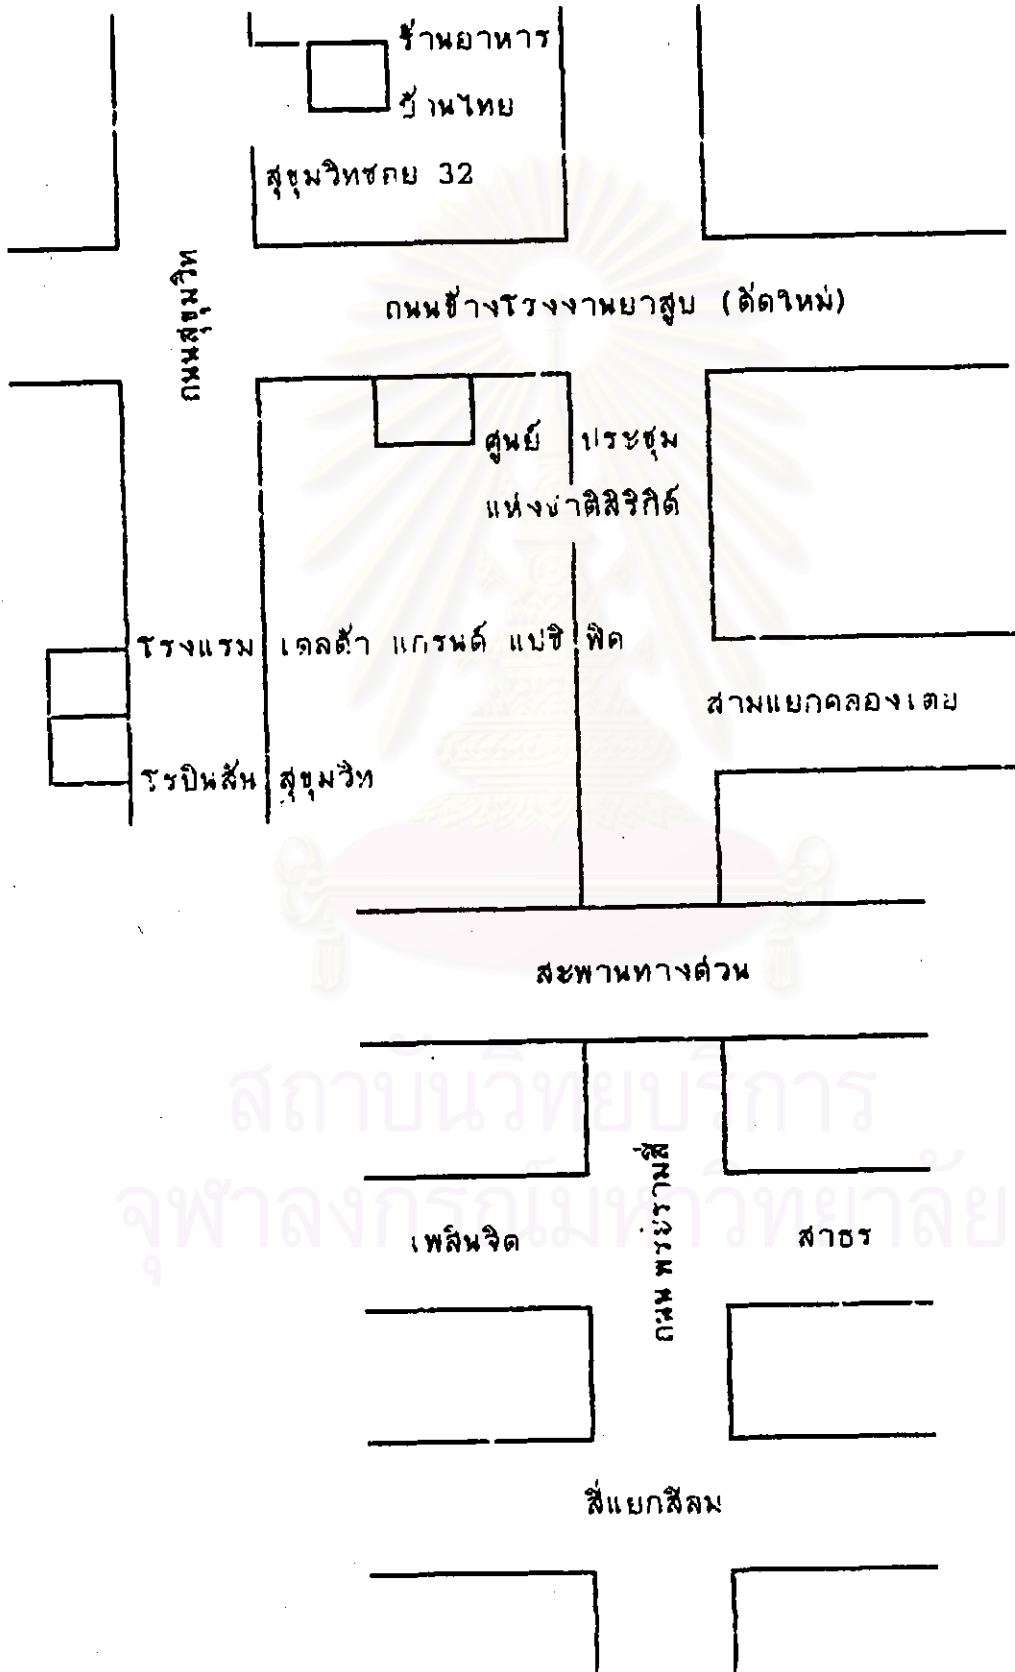 ร้านอาหาร
บ้านไทย
สุขุมวิทซอย 32
ถนนสุขุมวิท
ถนนข้างโรงงานยาสูบ (ตัดใหม่)
ศูนย์ ประชุม
แห่งชาติสิริกิติ์
โรงแรม เดลต้า แกรนด์ แปซิ ฟิค
สามแยกคลองเตย
โรบินสัน สุขุมวิท
สะพานทางด่วน
สถาบันวิทยบริการ
จุฬาลงกรณ์มหาวิทยาลัย
ถนน พระรามสี่
เพลินจิต
สาธร
สี่แยกสีลม